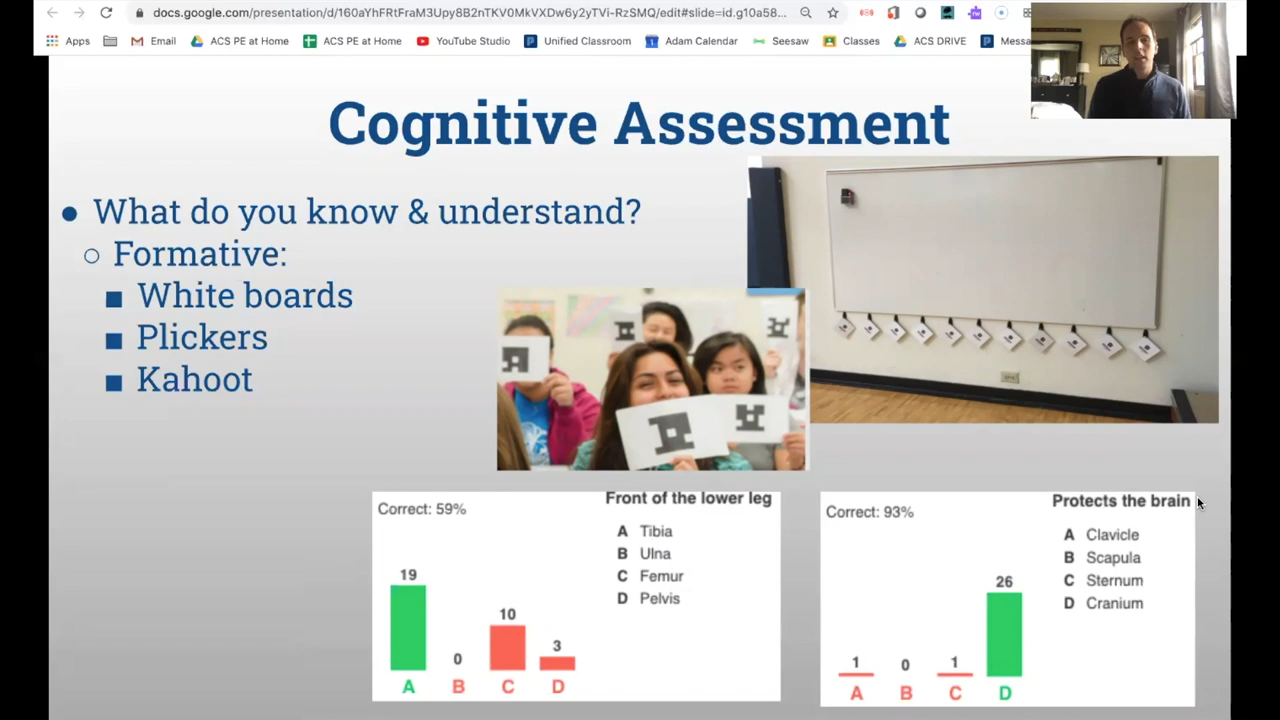 docs.google.com/presentation/d/160aYhFRtFraM3Upy8B2nTKV0MkVXDw6y2yTVi-RzSMQ/edit#slide=id.g10a58...
Apps Email ACS PE at Home ACS PE at Home YouTube Studio Unified Classroom Adam Calendar Seesaw Classes ACS DRIVE Messa
Cognitive Assessment
● What do you know & understand?
○ Formative:
■ White boards
■ Plickers
■ Kahoot
Correct: 59%
Front of the lower leg
A Tibia
B Ulna
C Femur
D Pelvis
19
0
10
3
A B C D
Correct: 93%
Protects the brain
A Clavicle
B Scapula
C Sternum
D Cranium
1
0
1
26
A B C D